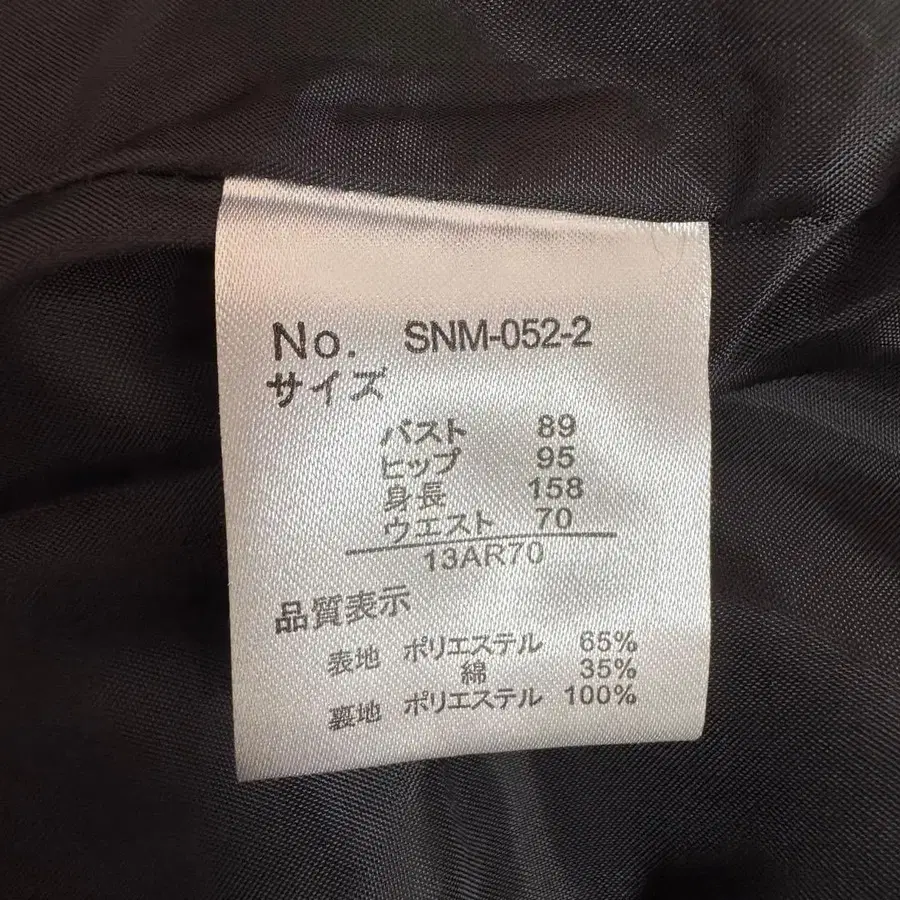 No. SNM-052-2
サイズ
バスト 89
ヒップ 95
身長 158
ウエスト 70
13AR70
品質表示
表地 ポリエステル 65%
綿 35%
裏地 ポリエステル 100%